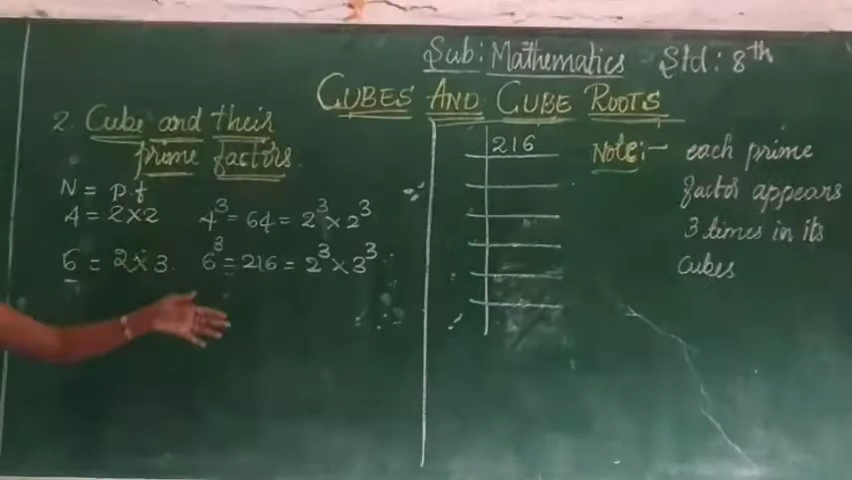 Sub: Mathematics Std: 8th
CUBES AND CUBE ROOTS
2. Cube and their
prime factors.
N = P.f
4 = 2×2 4³ = 64 = 2³ × 2³
6 = 2×3. 6³ = 216 = 2³ × 3³
216
Note:- each prime
factor appears
3 times in its
cubes